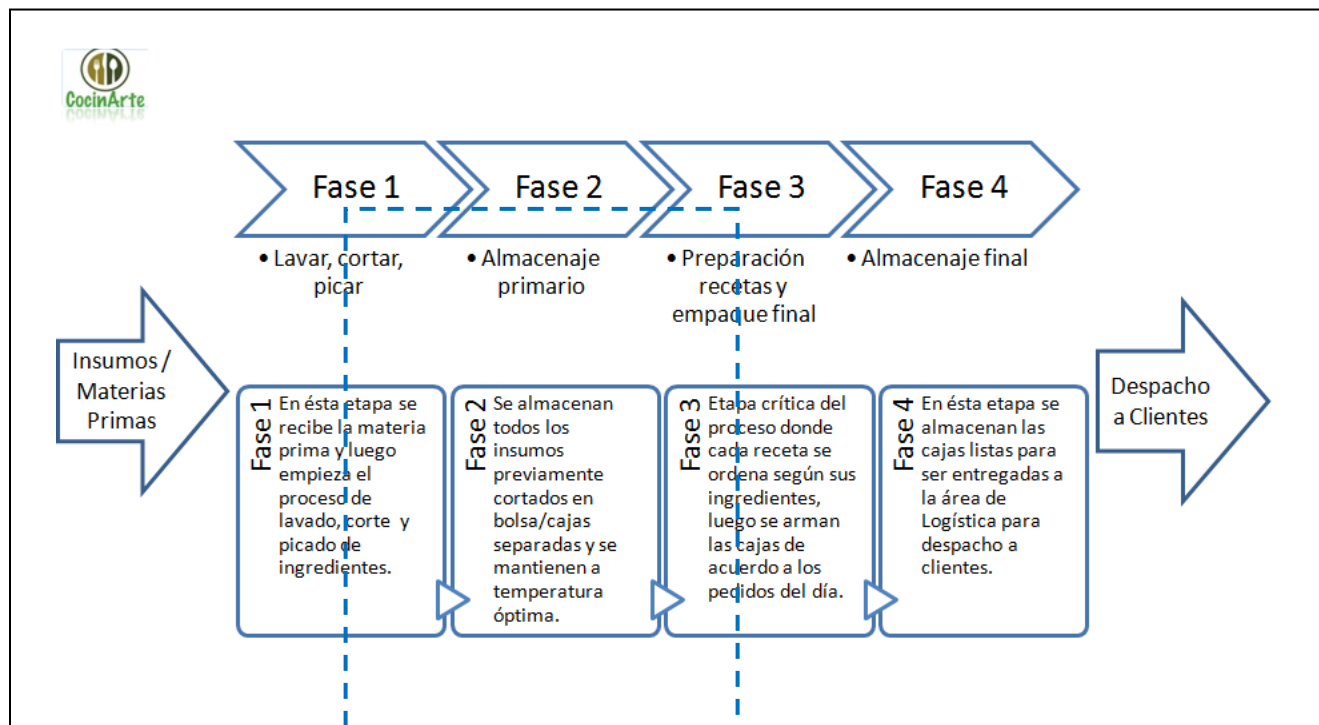 CocinArte
Fase 1
Fase 2
Fase 3
Fase 4
• Lavar, cortar,
picar
• Almacenaje
primario
• Preparación
recetas y
empaque final
• Almacenaje final
Insumos /
Materias
Primas
Fase 1
En ésta etapa se
recibe la materia
prima y luego
empieza el
proceso de
lavado, corte y
picado de
ingredientes.
Fase 2
Se almacenan
todos los
insumos
previamente
cortados en
bolsa/cajas
separadas y se
mantienen a
temperatura
óptima.
Fase 3
Etapa crítica del
proceso donde
cada receta se
ordena según sus
ingredientes,
luego se arman
las cajas de
acuerdo a los
pedidos del día.
Fase 4
En ésta etapa se
almacenan las
cajas listas para
ser entregadas a
la área de
Logística para
despacho a
clientes.
Despacho
a Clientes